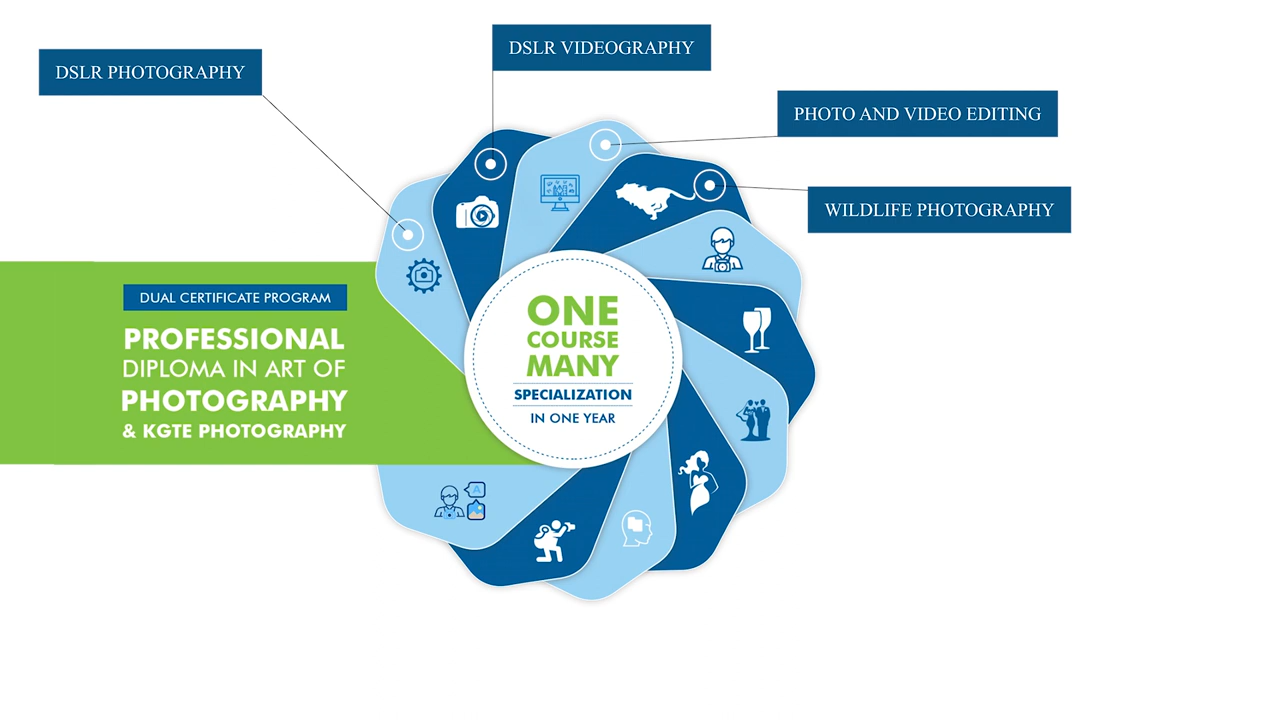 DSLR VIDEOGRAPHY
DSLR PHOTOGRAPHY
PHOTO AND VIDEO EDITING
WILDLIFE PHOTOGRAPHY
DUAL CERTIFICATE PROGRAM
PROFESSIONAL
DIPLOMA IN ART OF
PHOTOGRAPHY
& KGTE PHOTOGRAPHY
ONE
COURSE
MANY
SPECIALIZATION
IN ONE YEAR
A